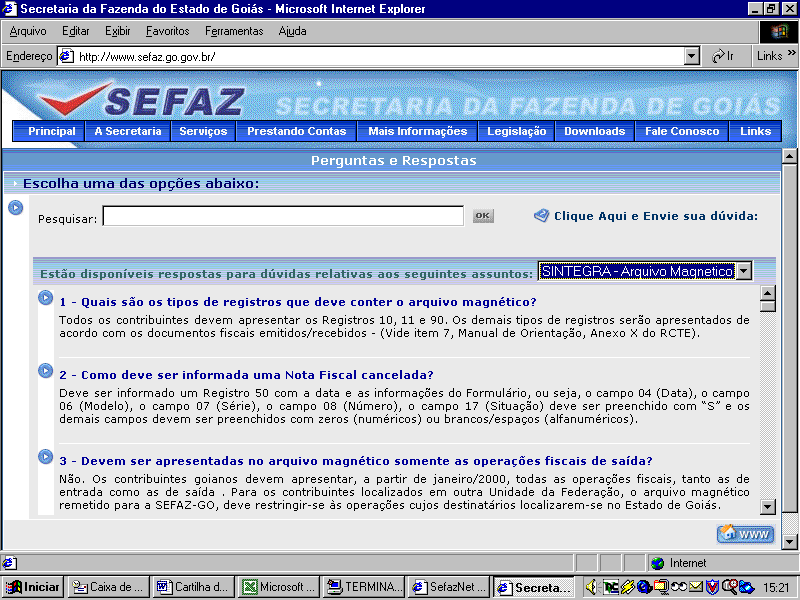 Secretaria da Fazenda do Estado de Goiás - Microsoft Internet Explorer
Arquivo Editar Exibir Favoritos Ferramentas Ajuda
Endereço http://www.sefaz.go.gov.br/ Ir Links »
SEFAZ SECRETARIA DA FAZENDA DE GOIÁS
Principal A Secretaria Serviços Prestando Contas Mais Informações Legislação Downloads Fale Conosco Links
Perguntas e Respostas
Escolha uma das opções abaixo:
Pesquisar: OK Clique Aqui e Envie sua dúvida:
Estão disponíveis respostas para dúvidas relativas aos seguintes assuntos: SINTEGRA - Arquivo Magnetico
1 - Quais são os tipos de registros que deve conter o arquivo magnético?
Todos os contribuintes devem apresentar os Registros 10, 11 e 90. Os demais tipos de registros serão apresentados de
acordo com os documentos fiscais emitidos/recebidos - (Vide item 7, Manual de Orientação, Anexo X do RCTE).
2 - Como deve ser informada uma Nota Fiscal cancelada?
Deve ser informado um Registro 50 com a data e as informações do Formulário, ou seja, o campo 04 (Data), o campo
06 (Modelo), o campo 07 (Série), o campo 08 (Número), o campo 17 (Situação) deve ser preenchido com “S” e os
demais campos devem ser preenchidos com zeros (numéricos) ou brancos/espaços (alfanuméricos).
3 - Devem ser apresentadas no arquivo magnético somente as operações fiscais de saída?
Não. Os contribuintes goianos devem apresentar, a partir de janeiro/2000, todas as operações fiscais, tanto as de
entrada como as de saída . Para os contribuintes localizados em outra Unidade da Federação, o arquivo magnético
remetido para a SEFAZ-GO, deve restringir-se às operações cujos destinatários localizarem-se no Estado de Goiás.
WWW
Internet
Iniciar Caixa de ... Cartilha d... Microsoft ... TERMINA... SefazNet ... Secreta... 15:21